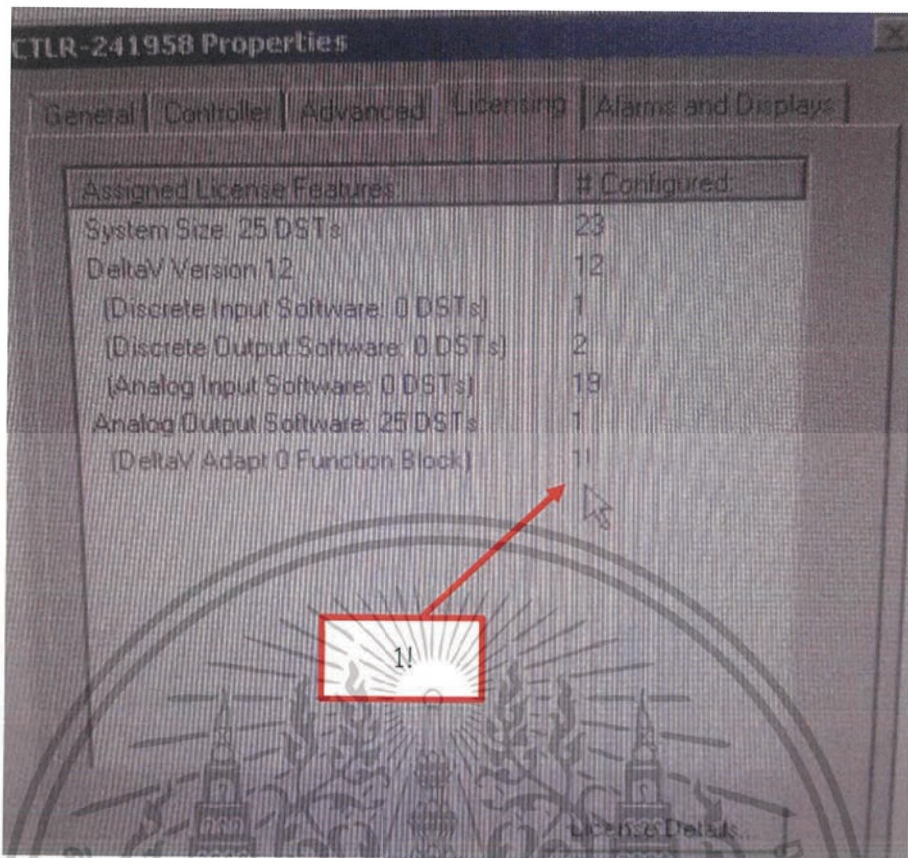 CTLR-241958 Properties
General Controller Advanced Licensing Alarms and Displays
Assigned License Features # Configured
System Size: 25 DSTs 23
DeltaV Version 12 12
(Discrete Input Software: 0 DSTs) 1
(Discrete Output Software: 0 DSTs) 2
(Analog Input Software: 0 DSTs) 19
Analog Output Software: 25 DSTs 1
(DeltaV Adapt 0 Function Block) 1!
1!
License Details...